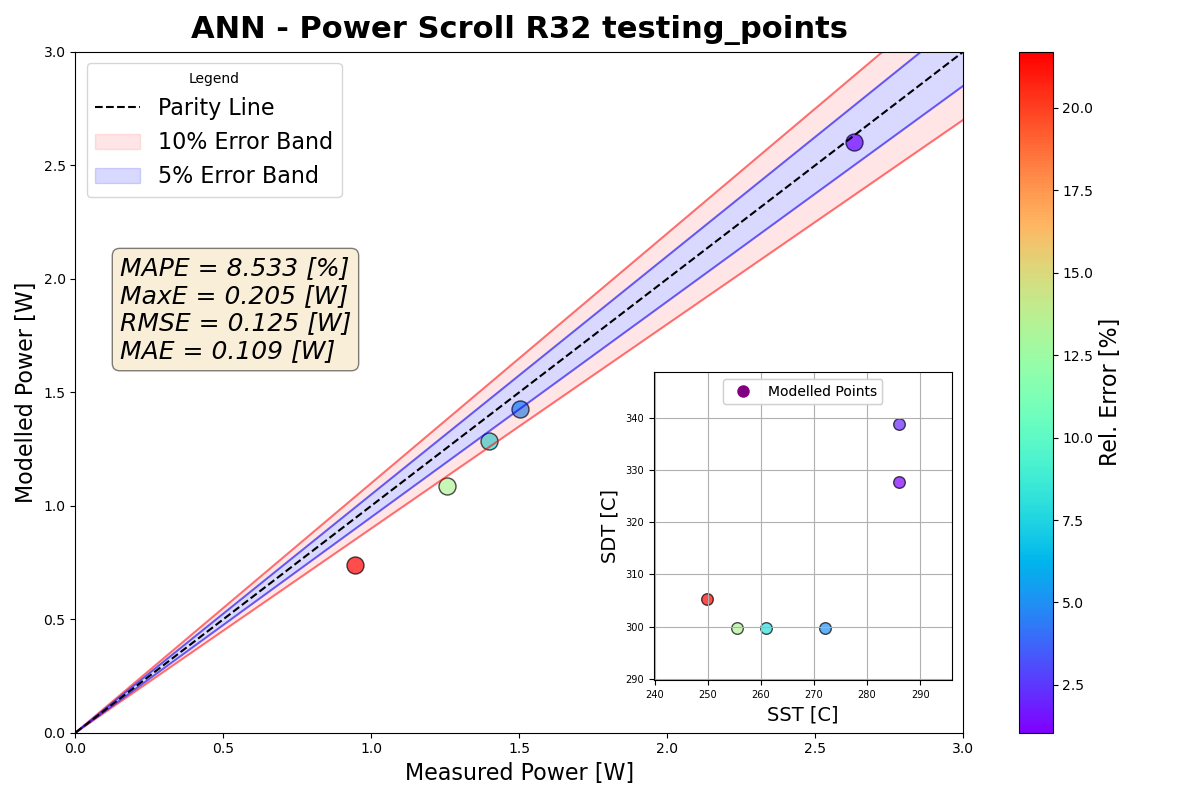 ANN - Power Scroll R32 testing_points
Legend
Parity Line
10% Error Band
5% Error Band
MAPE = 8.533 [%]
MaxE = 0.205 [W]
RMSE = 0.125 [W]
MAE = 0.109 [W]
Modelled Power [W]
3.0
2.5
2.0
1.5
1.0
0.5
0.0
0.0 0.5 1.0 1.5 2.0 2.5 3.0
Measured Power [W]
Modelled Points
SDT [C]
340
330
320
310
300
290
240 250 260 270 280 290
SST [C]
20.0
17.5
15.0
12.5
10.0
7.5
5.0
2.5
Rel. Error [%]